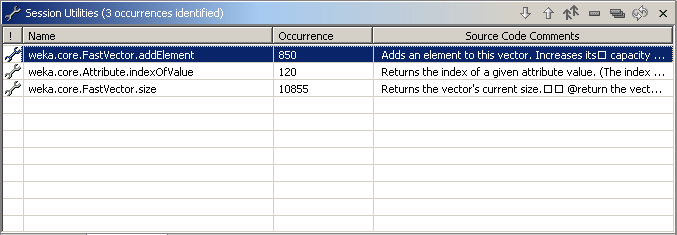 Session Utilities (3 occurrences identified)
! Name Occurrence Source Code Comments
weka.core.FastVector.addElement 850 Adds an element to this vector. Increases its□ capacity ...
weka.core.Attribute.indexOfValue 120 Returns the index of a given attribute value. (The index ...
weka.core.FastVector.size 10855 Returns the vector's current size.□□ @return the vect...